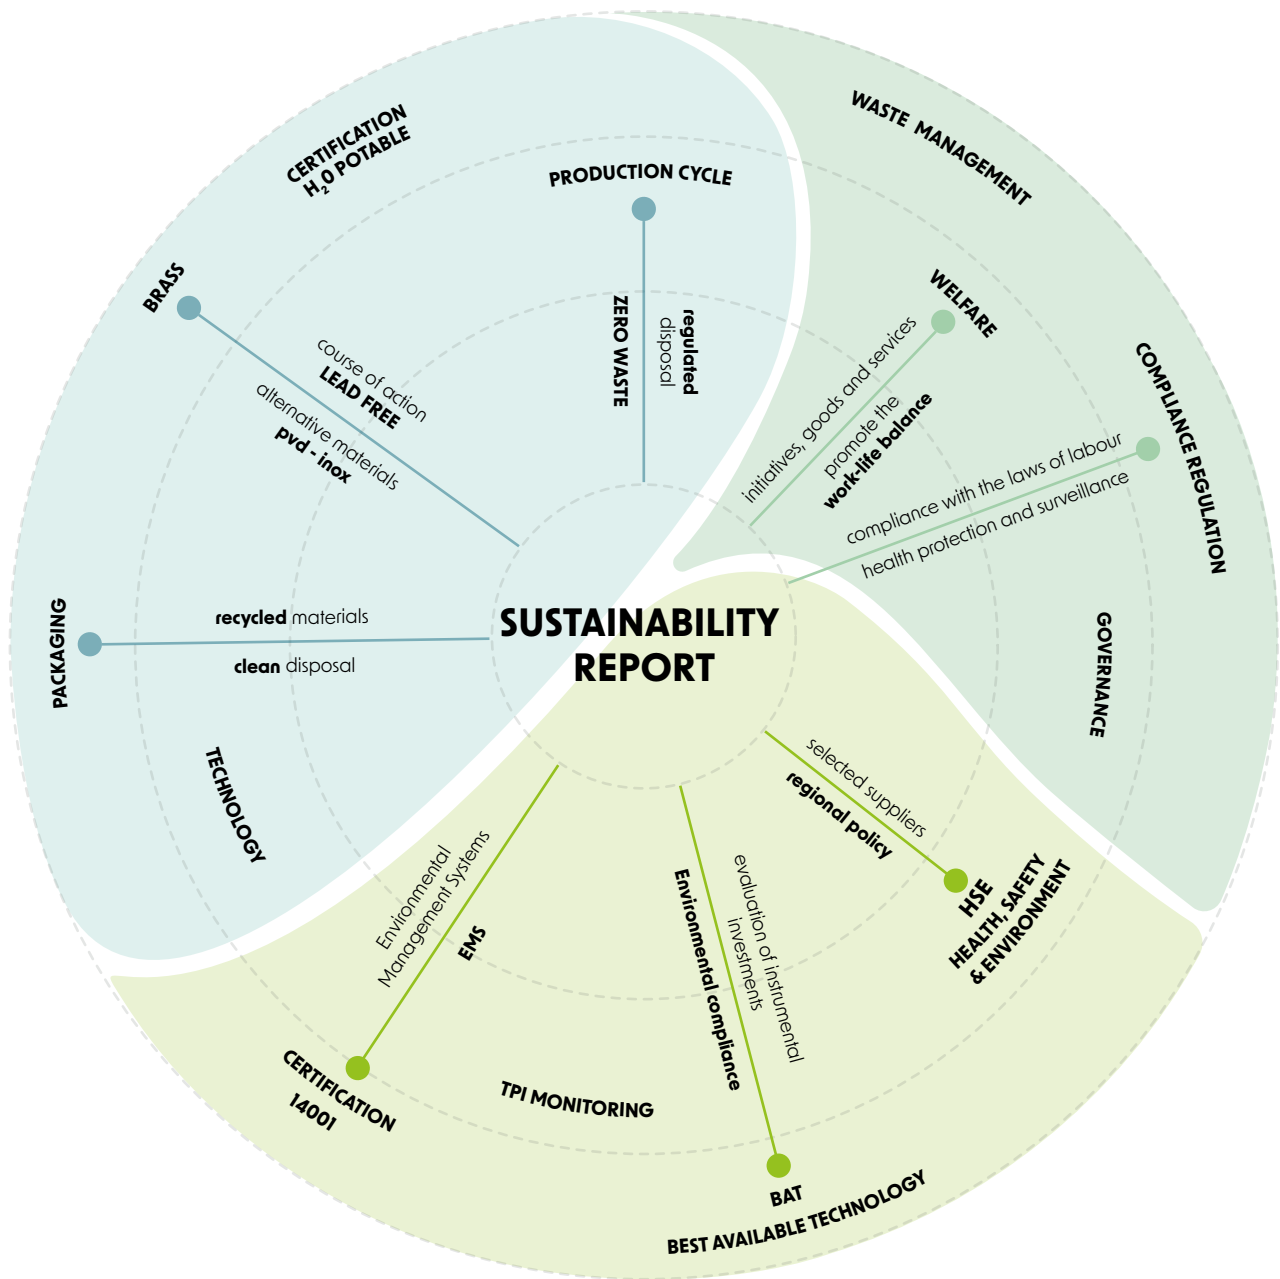 SUSTAINABILITY
REPORT
CERTIFICATION
H20 POTABLE
PRODUCTION CYCLE
ZERO WASTE
regulated
disposal
BRASS
course of action
LEAD FREE
alternative materials
pvd - inox
PACKAGING
recycled materials
clean disposal
TECHNOLOGY
WASTE MANAGEMENT
WELFARE
initiatives, goods and services
promote the
work-life balance
COMPLIANCE REGULATION
compliance with the laws of labour
health protection and surveillance
GOVERNANCE
selected suppliers
regional policy
HSE
HEALTH, SAFETY
& ENVIRONMENT
evaluation of instrumental
investments
Environmental compliance
BAT
BEST AVAILABLE TECHNOLOGY
TPI MONITORING
Environmental
Management Systems
EMS
CERTIFICATION
14001